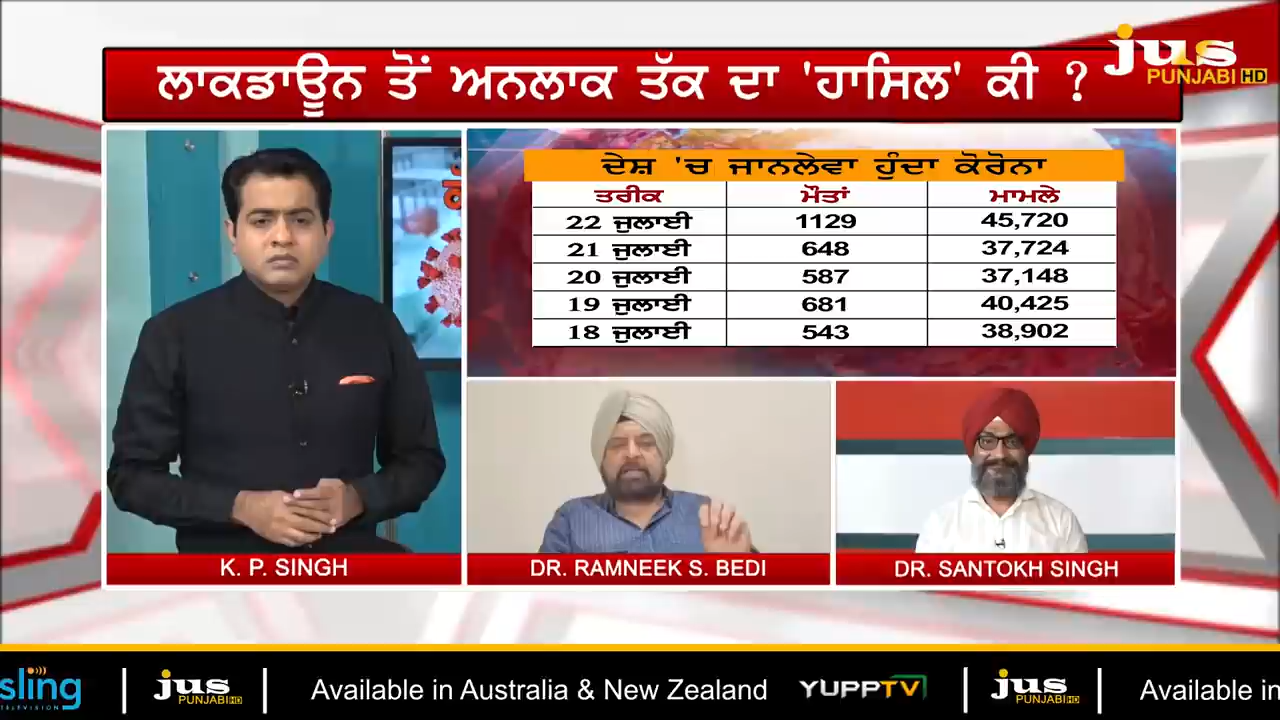 ਲਾਕਡਾਊਨ ਤੋਂ ਅਨਲਾਕ ਤੱਕ ਦਾ 'ਹਾਸਿਲ' ਕੀ ?
jus
PUNJABI HD
ਦੇਸ਼ 'ਚ ਜਾਨਲੇਵਾ ਹੁੰਦਾ ਕੋਰੋਨਾ
ਤਰੀਕ ਮੌਤਾਂ ਮਾਮਲੇ
22 ਜੁਲਾਈ 1129 45,720
21 ਜੁਲਾਈ 648 37,724
20 ਜੁਲਾਈ 587 37,148
19 ਜੁਲਾਈ 681 40,425
18 ਜੁਲਾਈ 543 38,902
K. P. SINGH
DR. RAMNEEK S. BEDI
DR. SANTOKH SINGH
sling
TELEVISION
jus
PUNJABI HD
Available in Australia & New Zealand
YUPPTV
jus
PUNJABI HD
Available in